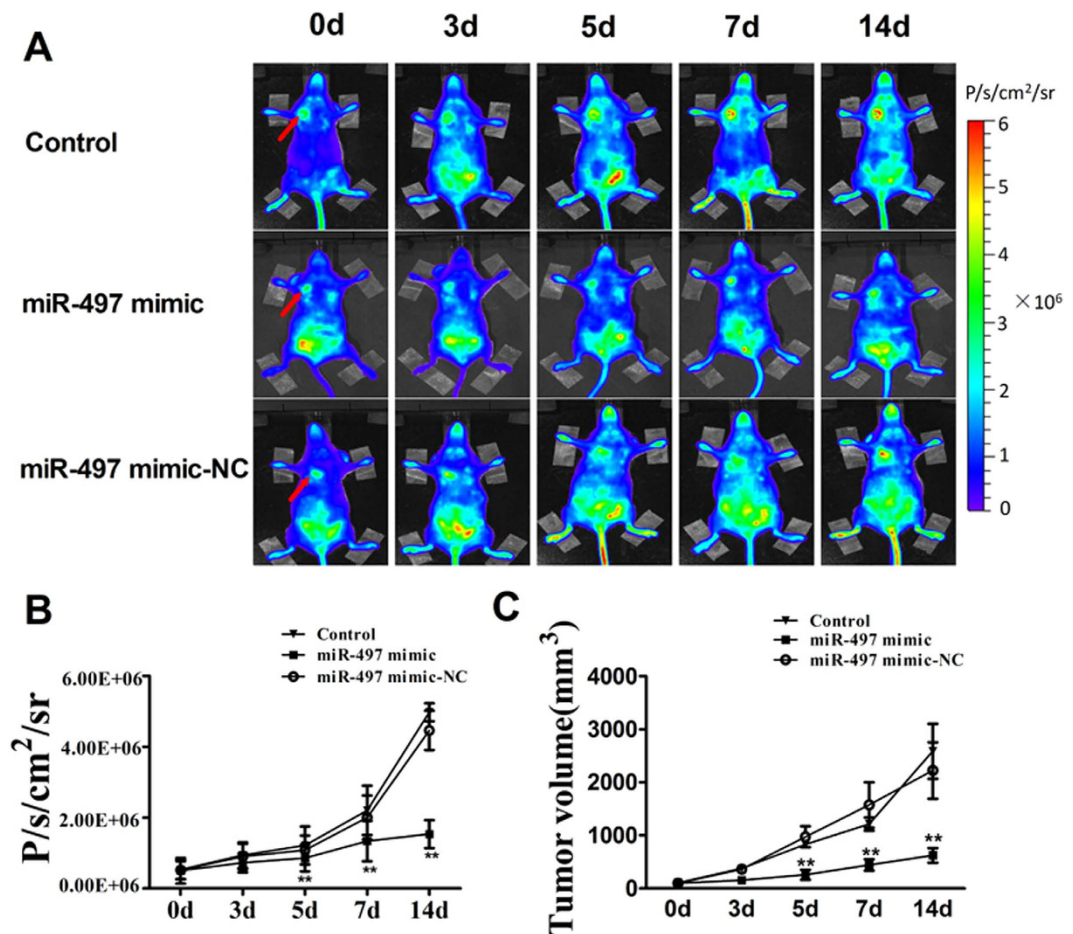 A
0d 3d 5d 7d 14d
P/s/cm²/sr
Control
miR-497 mimic
miR-497 mimic-NC
6
5
4
×10⁶
3
2
1
0
B
Control
miR-497 mimic
miR-497 mimic-NC
P/s/cm²/sr
6.00E+06
4.00E+06
2.00E+06
0.00E+06
** ** **
0d 3d 5d 7d 14d
C
Control
miR-497 mimic
miR-497 mimic-NC
Tumor volume(mm³)
4000
3000
2000
1000
0
** ** **
0d 3d 5d 7d 14d